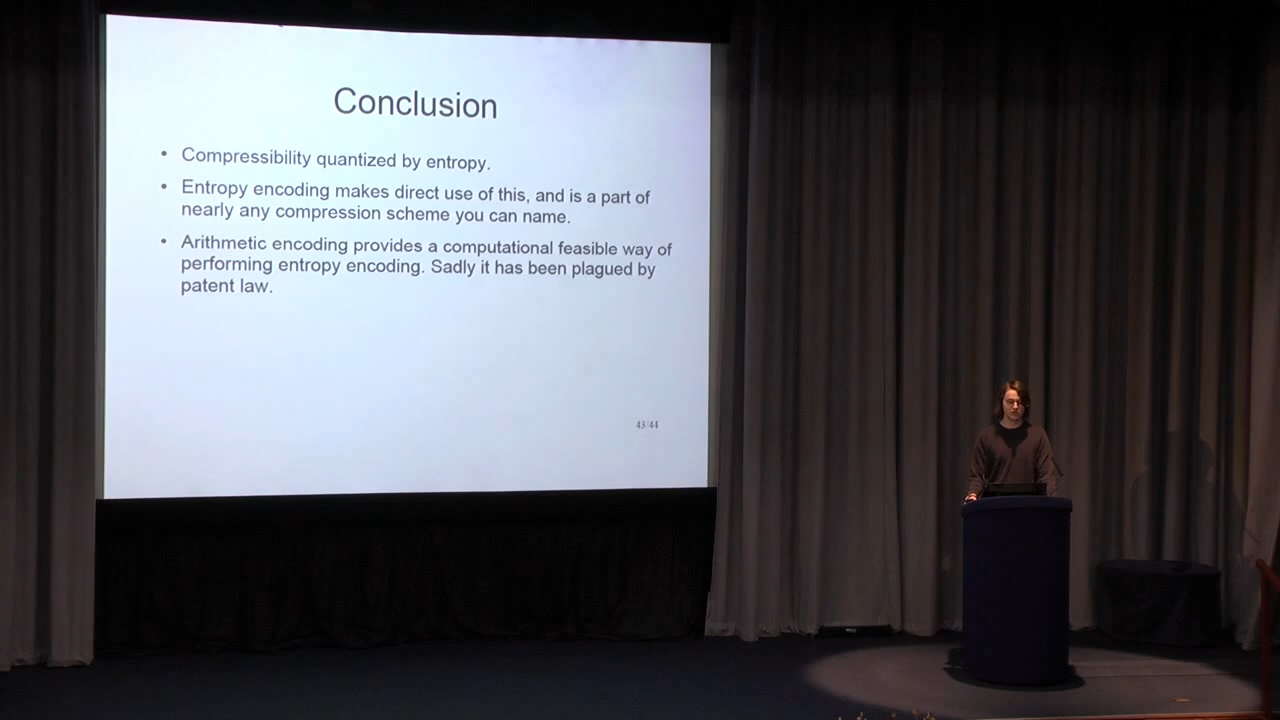 Conclusion
• Compressibility quantized by entropy.
• Entropy encoding makes direct use of this, and is a part of
nearly any compression scheme you can name.
• Arithmetic encoding provides a computational feasible way of
performing entropy encoding. Sadly it has been plagued by
patent law.
43/44